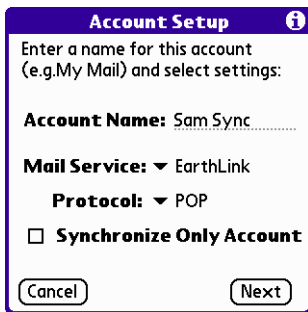 Account Setup
Enter a name for this account
(e.g.My Mail) and select settings:
Account Name: Sam Sync
Mail Service: EarthLink
Protocol: POP
Synchronize Only Account
Cancel Next